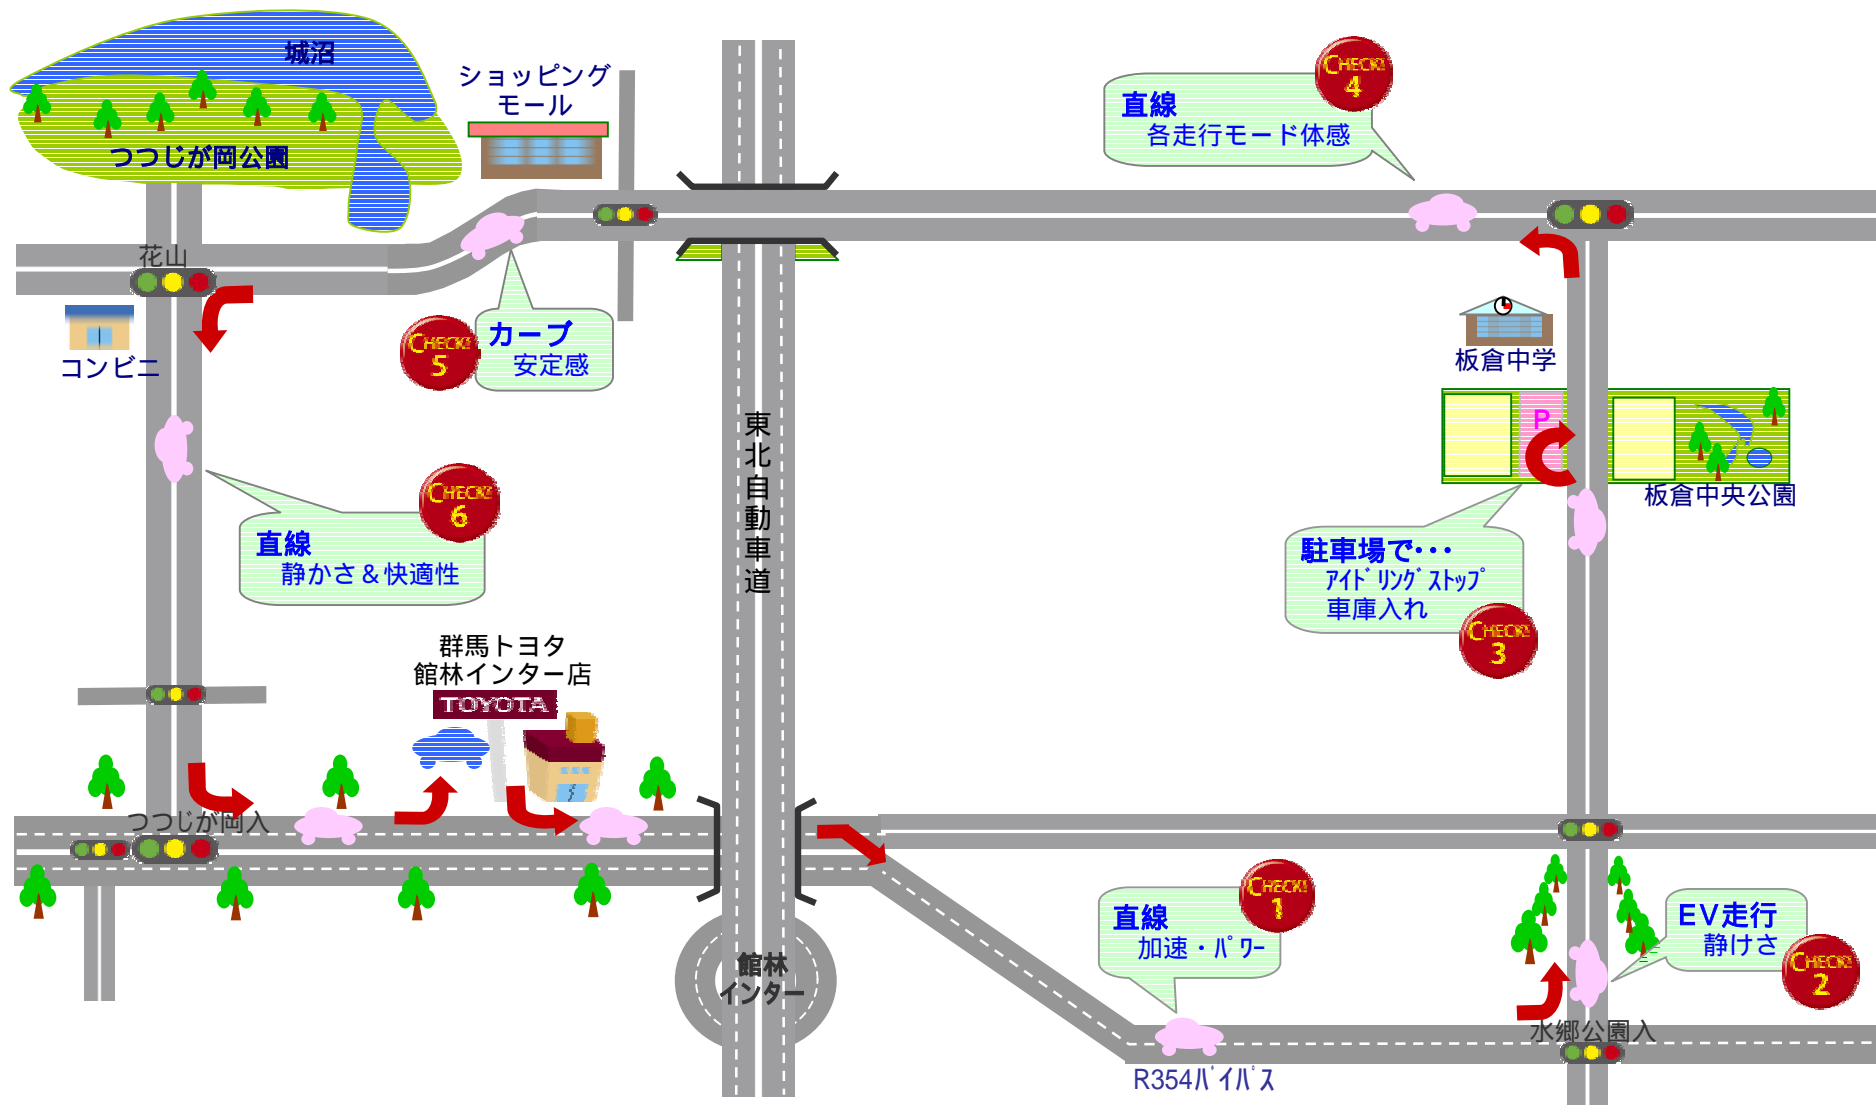 城沼
つつじが岡公園
ショッピング
モール
CHECK!
4
直線
各走行モード体感
花山
コンビニ
CHECK!
5
カーブ
安定感
板倉中学
P
板倉中央公園
東北自動車道
CHECK!
6
直線
静かさ＆快適性
駐車場で･･･
ｱｲﾄﾞﾘﾝｸﾞｽﾄｯﾌﾟ
車庫入れ
CHECK!
3
群馬トヨタ
館林インター店
TOYOTA
つつじが岡入
館林
インター
CHECK!
1
直線
加速・ﾊﾟﾜｰ
EV走行
静けさ
CHECK!
2
水郷公園入
R354ﾊﾞｲﾊﾟｽ